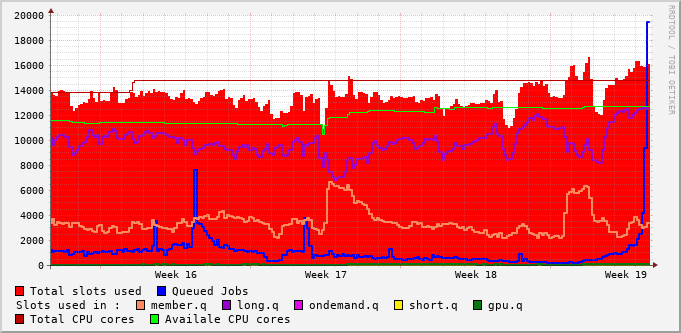 20000
18000
16000
14000
12000
10000
8000
6000
4000
2000
0
Week 16 Week 17 Week 18 Week 19
RRDTOOL / TOBI OETIKER
Total slots used Queued Jobs
Slots used in : member.q long.q ondemand.q short.q gpu.q
Total CPU cores Availale CPU cores